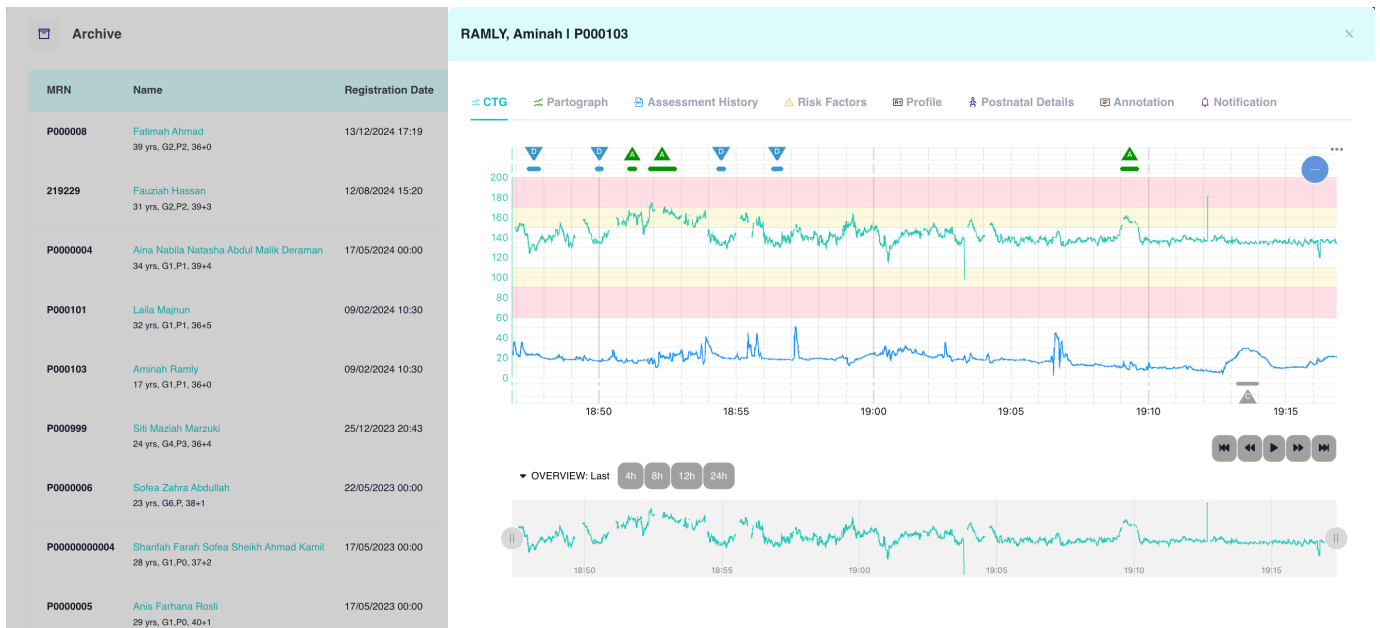 Archive
MRN Name Registration Date
P000008 Fatimah Ahmad 13/12/2024 17:19
39 yrs, G2,P2, 36+0
219229 Fauziah Hassan 12/08/2024 15:20
31 yrs, G2,P2, 39+3
P0000004 Aina Nabila Natasha Abdul Malik Deraman 17/05/2024 00:00
34 yrs, G1,P1, 39+4
P000101 Laila Majnun 09/02/2024 10:30
32 yrs, G1,P1, 36+5
P000103 Aminah Ramly 09/02/2024 10:30
17 yrs, G1,P1, 36+0
P000999 Siti Maziah Marzuki 25/12/2023 20:43
24 yrs, G4,P3, 36+4
P0000006 Sofea Zahra Abdullah 22/05/2023 00:00
23 yrs, G6,P, 38+1
P00000000004 Sharifah Farah Sofea Sheikh Ahmad Kamil 17/05/2023 00:00
28 yrs, G1,P0, 37+2
P0000005 Anis Farhana Rosli 17/05/2023 00:00
29 yrs, G1,P0, 40+1
RAMLY, Aminah | P000103
CTG Partograph Assessment History Risk Factors Profile Postnatal Details Annotation Notification
D D A A D D A
200
180
160
140
120
100
80
60
40
20
0
C
18:50 18:55 19:00 19:05 19:10 19:15
OVERVIEW: Last 4h 8h 12h 24h
18:50 18:55 19:00 19:05 19:10 19:15